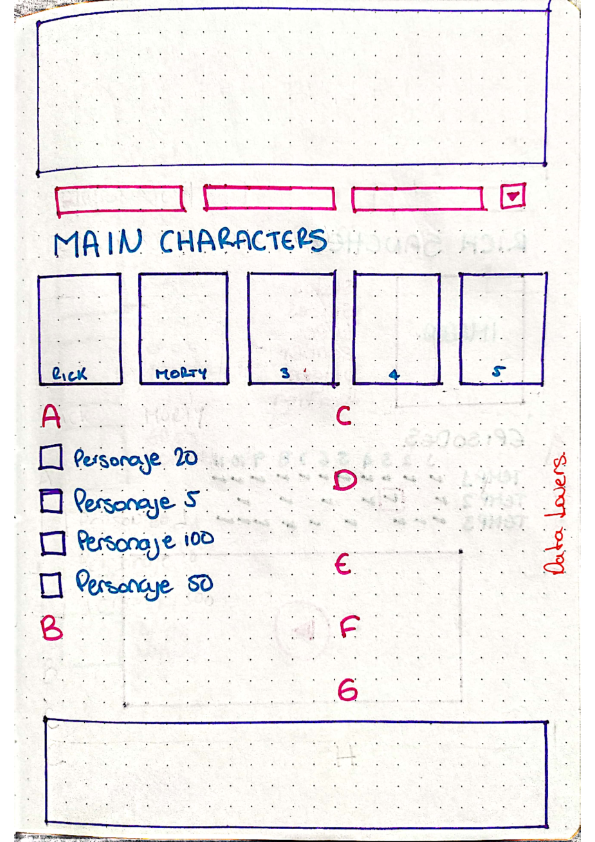 MAIN CHARACTERS
RICK
MORTY
3
4
5
A
Personaje 20
Personaje 5
Personaje 100
Personaje 50
B
C
D
E
F
G
Data Lovers.